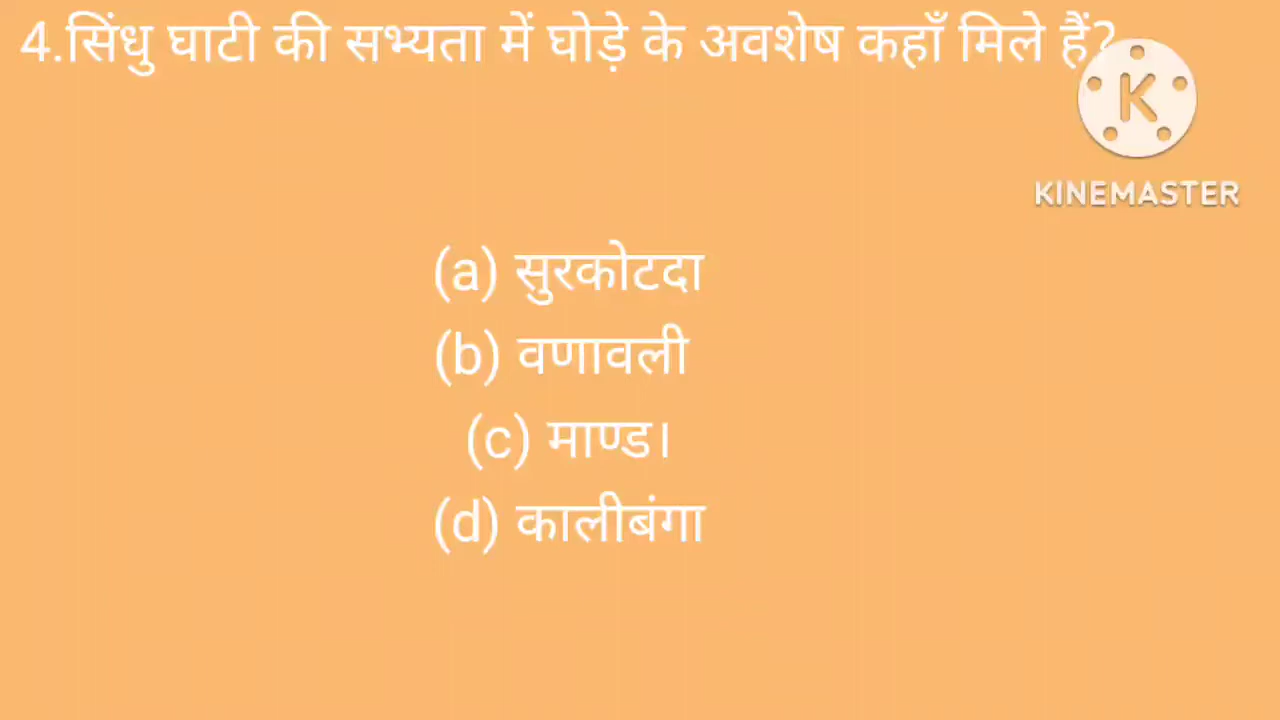 4.सिंधु घाटी की सभ्यता में घोड़े के अवशेष कहाँ मिले हैं?
K
KINEMASTER
(a) सुरकोटदा
(b) वणावली
(c) माण्ड।
(d) कालीबंगा